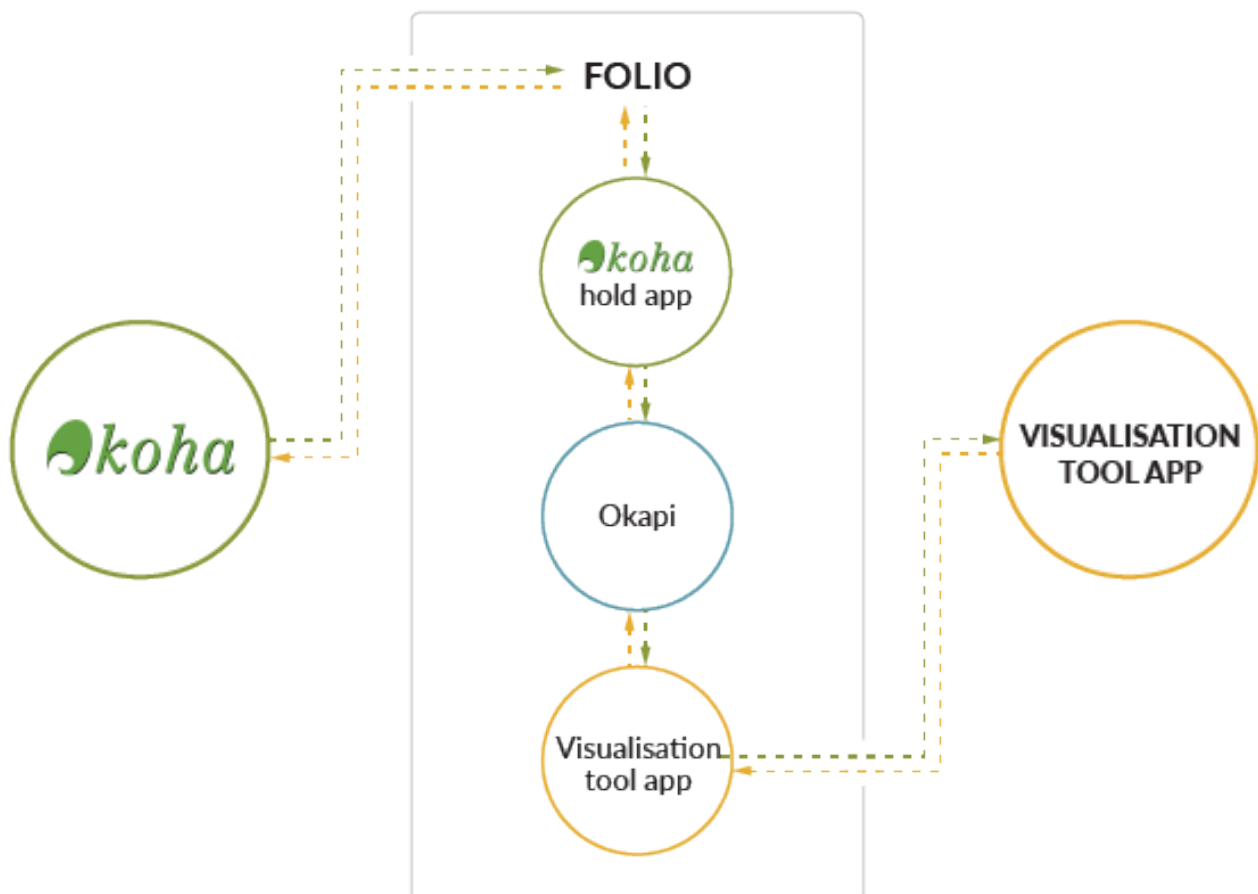 FOLIO
koha
hold app
koha
VISUALISATION
TOOL APP
Okapi
Visualisation
tool app